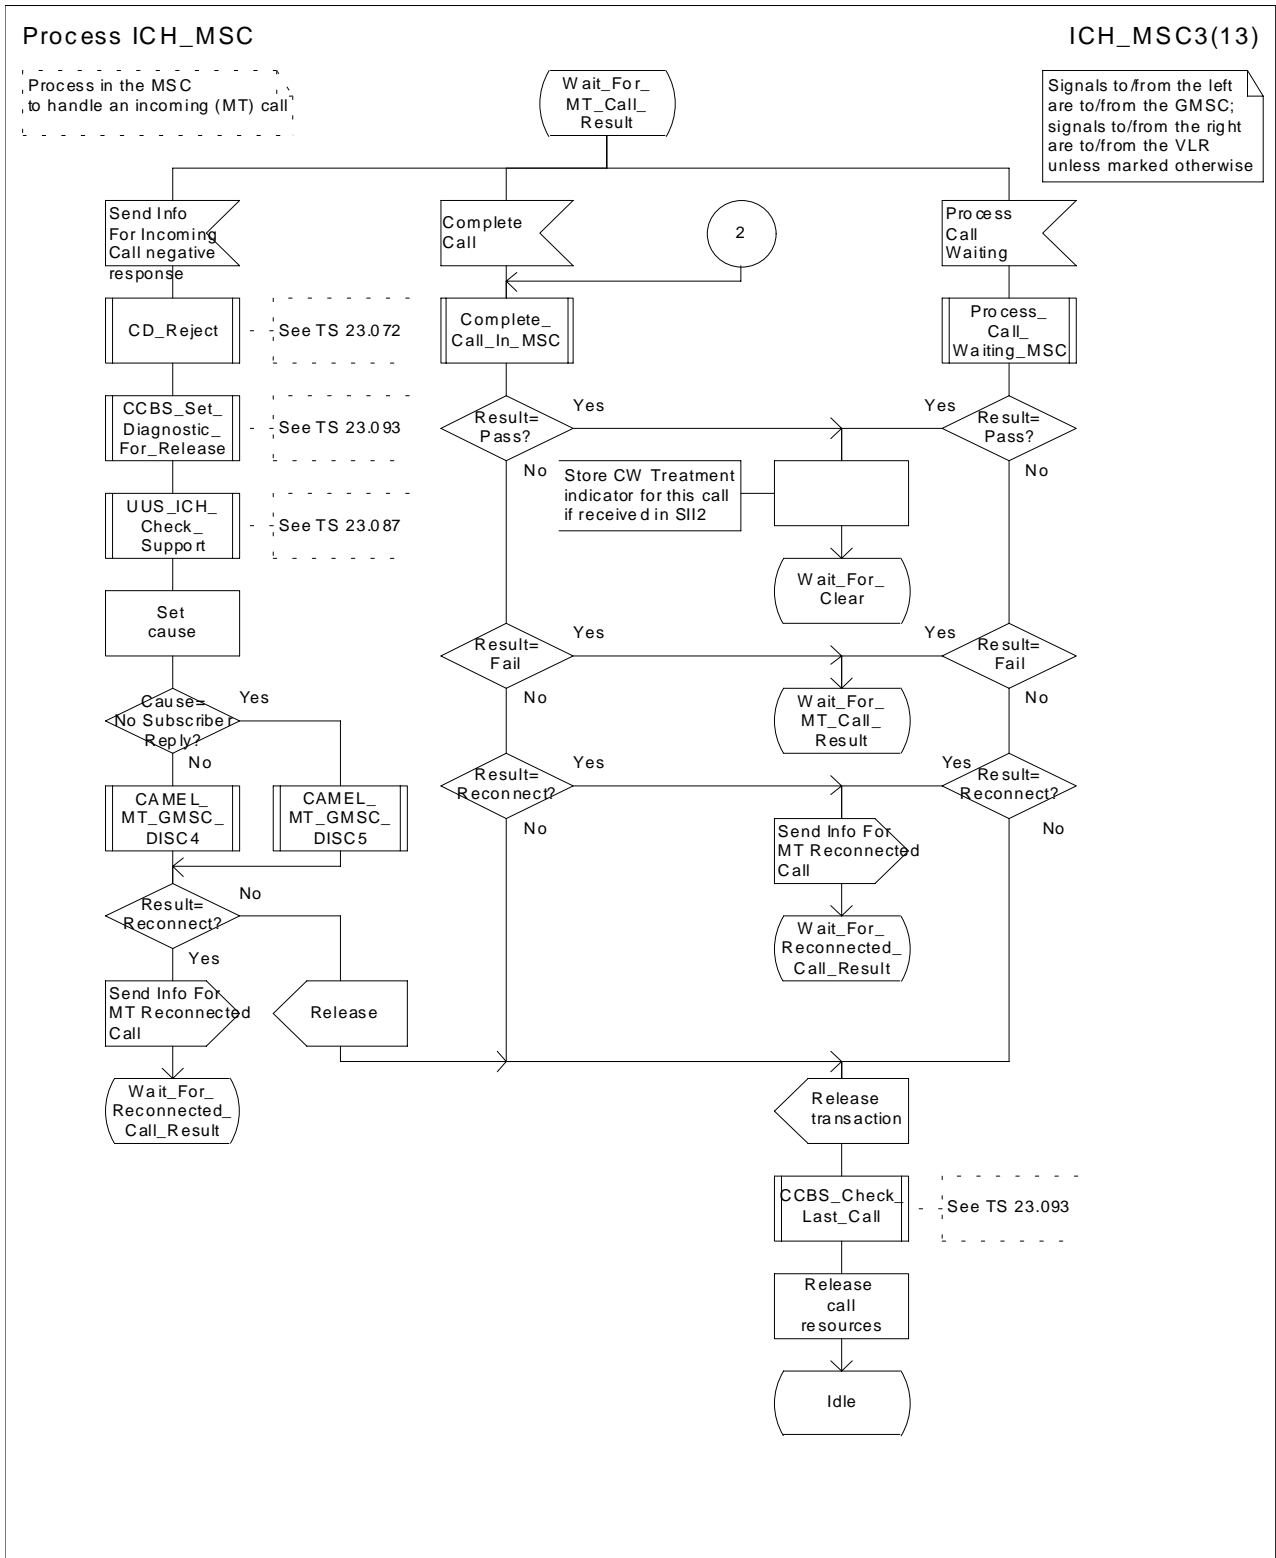 Process ICH_MSC
ICH_MSC3(13)
Process in the MSC
to handle an incoming (MT) call
Wait_For_
MT_Call_
Result
Signals to/from the left
are to/from the GMSC;
signals to/from the right
are to/from the VLR
unless marked otherwise
Send Info
For Incoming
Call negative
response
Complete
Call
2
Process
Call
Waiting
CD_Reject
See TS 23.072
Complete_
Call_In_MSC
Process_
Call_
Waiting_MSC
CCBS_Set_
Diagnostic_
For_Release
See TS 23.093
Result=
Pass?
Yes
No
Yes
Result=
Pass?
No
Store CW Treatment
indicator for this call
if received in SII2
UUS_ICH_
Check_
Support
See TS 23.087
Wait_For_
Clear
Set
cause
Result=
Fail
Yes
No
Yes
Result=
Fail
No
Wait_For_
MT_Call_
Result
Cause=
No Subscriber
Reply?
Yes
No
Result=
Reconnect?
Yes
No
Yes
Result=
Reconnect?
No
CAMEL_
MT_GMSC_
DISC4
CAMEL_
MT_GMSC_
DISC5
Send Info For
MT Reconnected
Call
Result=
Reconnect?
No
Yes
Wait_For_
Reconnected_
Call_Result
Send Info For
MT Reconnected
Call
Release
Wait_For_
Reconnected_
Call_Result
Release
transaction
CCBS_Check_
Last_Call
See TS 23.093
Release
call
resources
Idle